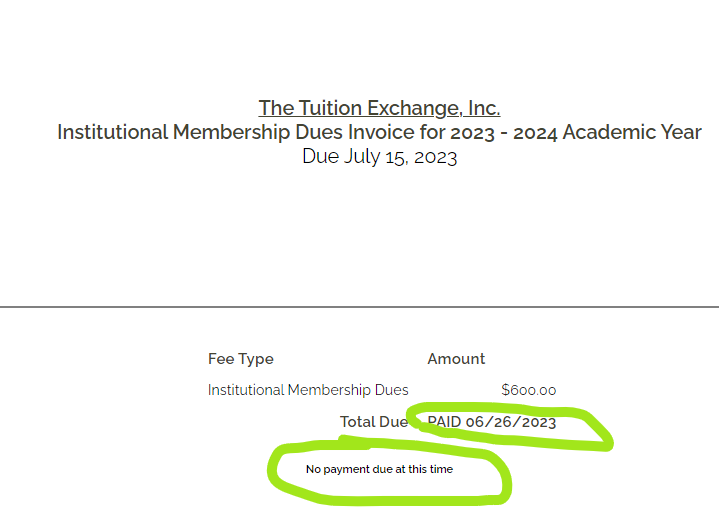 The Tuition Exchange, Inc.
Institutional Membership Dues Invoice for 2023 - 2024 Academic Year
Due July 15, 2023
Fee Type Amount
Institutional Membership Dues $600.00
Total Due PAID 06/26/2023
No payment due at this time